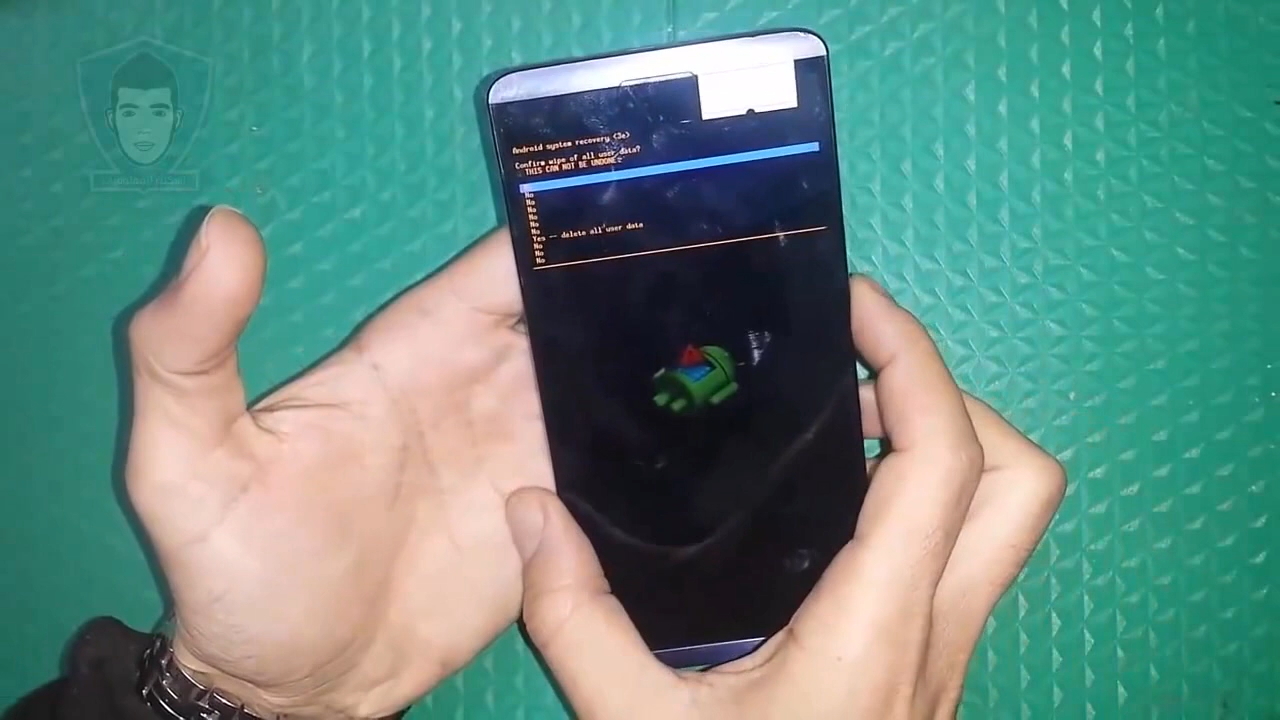 Android system recovery <3e>
Confirm wipe of all user data?
THIS CAN NOT BE UNDONE.
No
No
No
No
No
No
Yes -- delete all user data
No
No
No